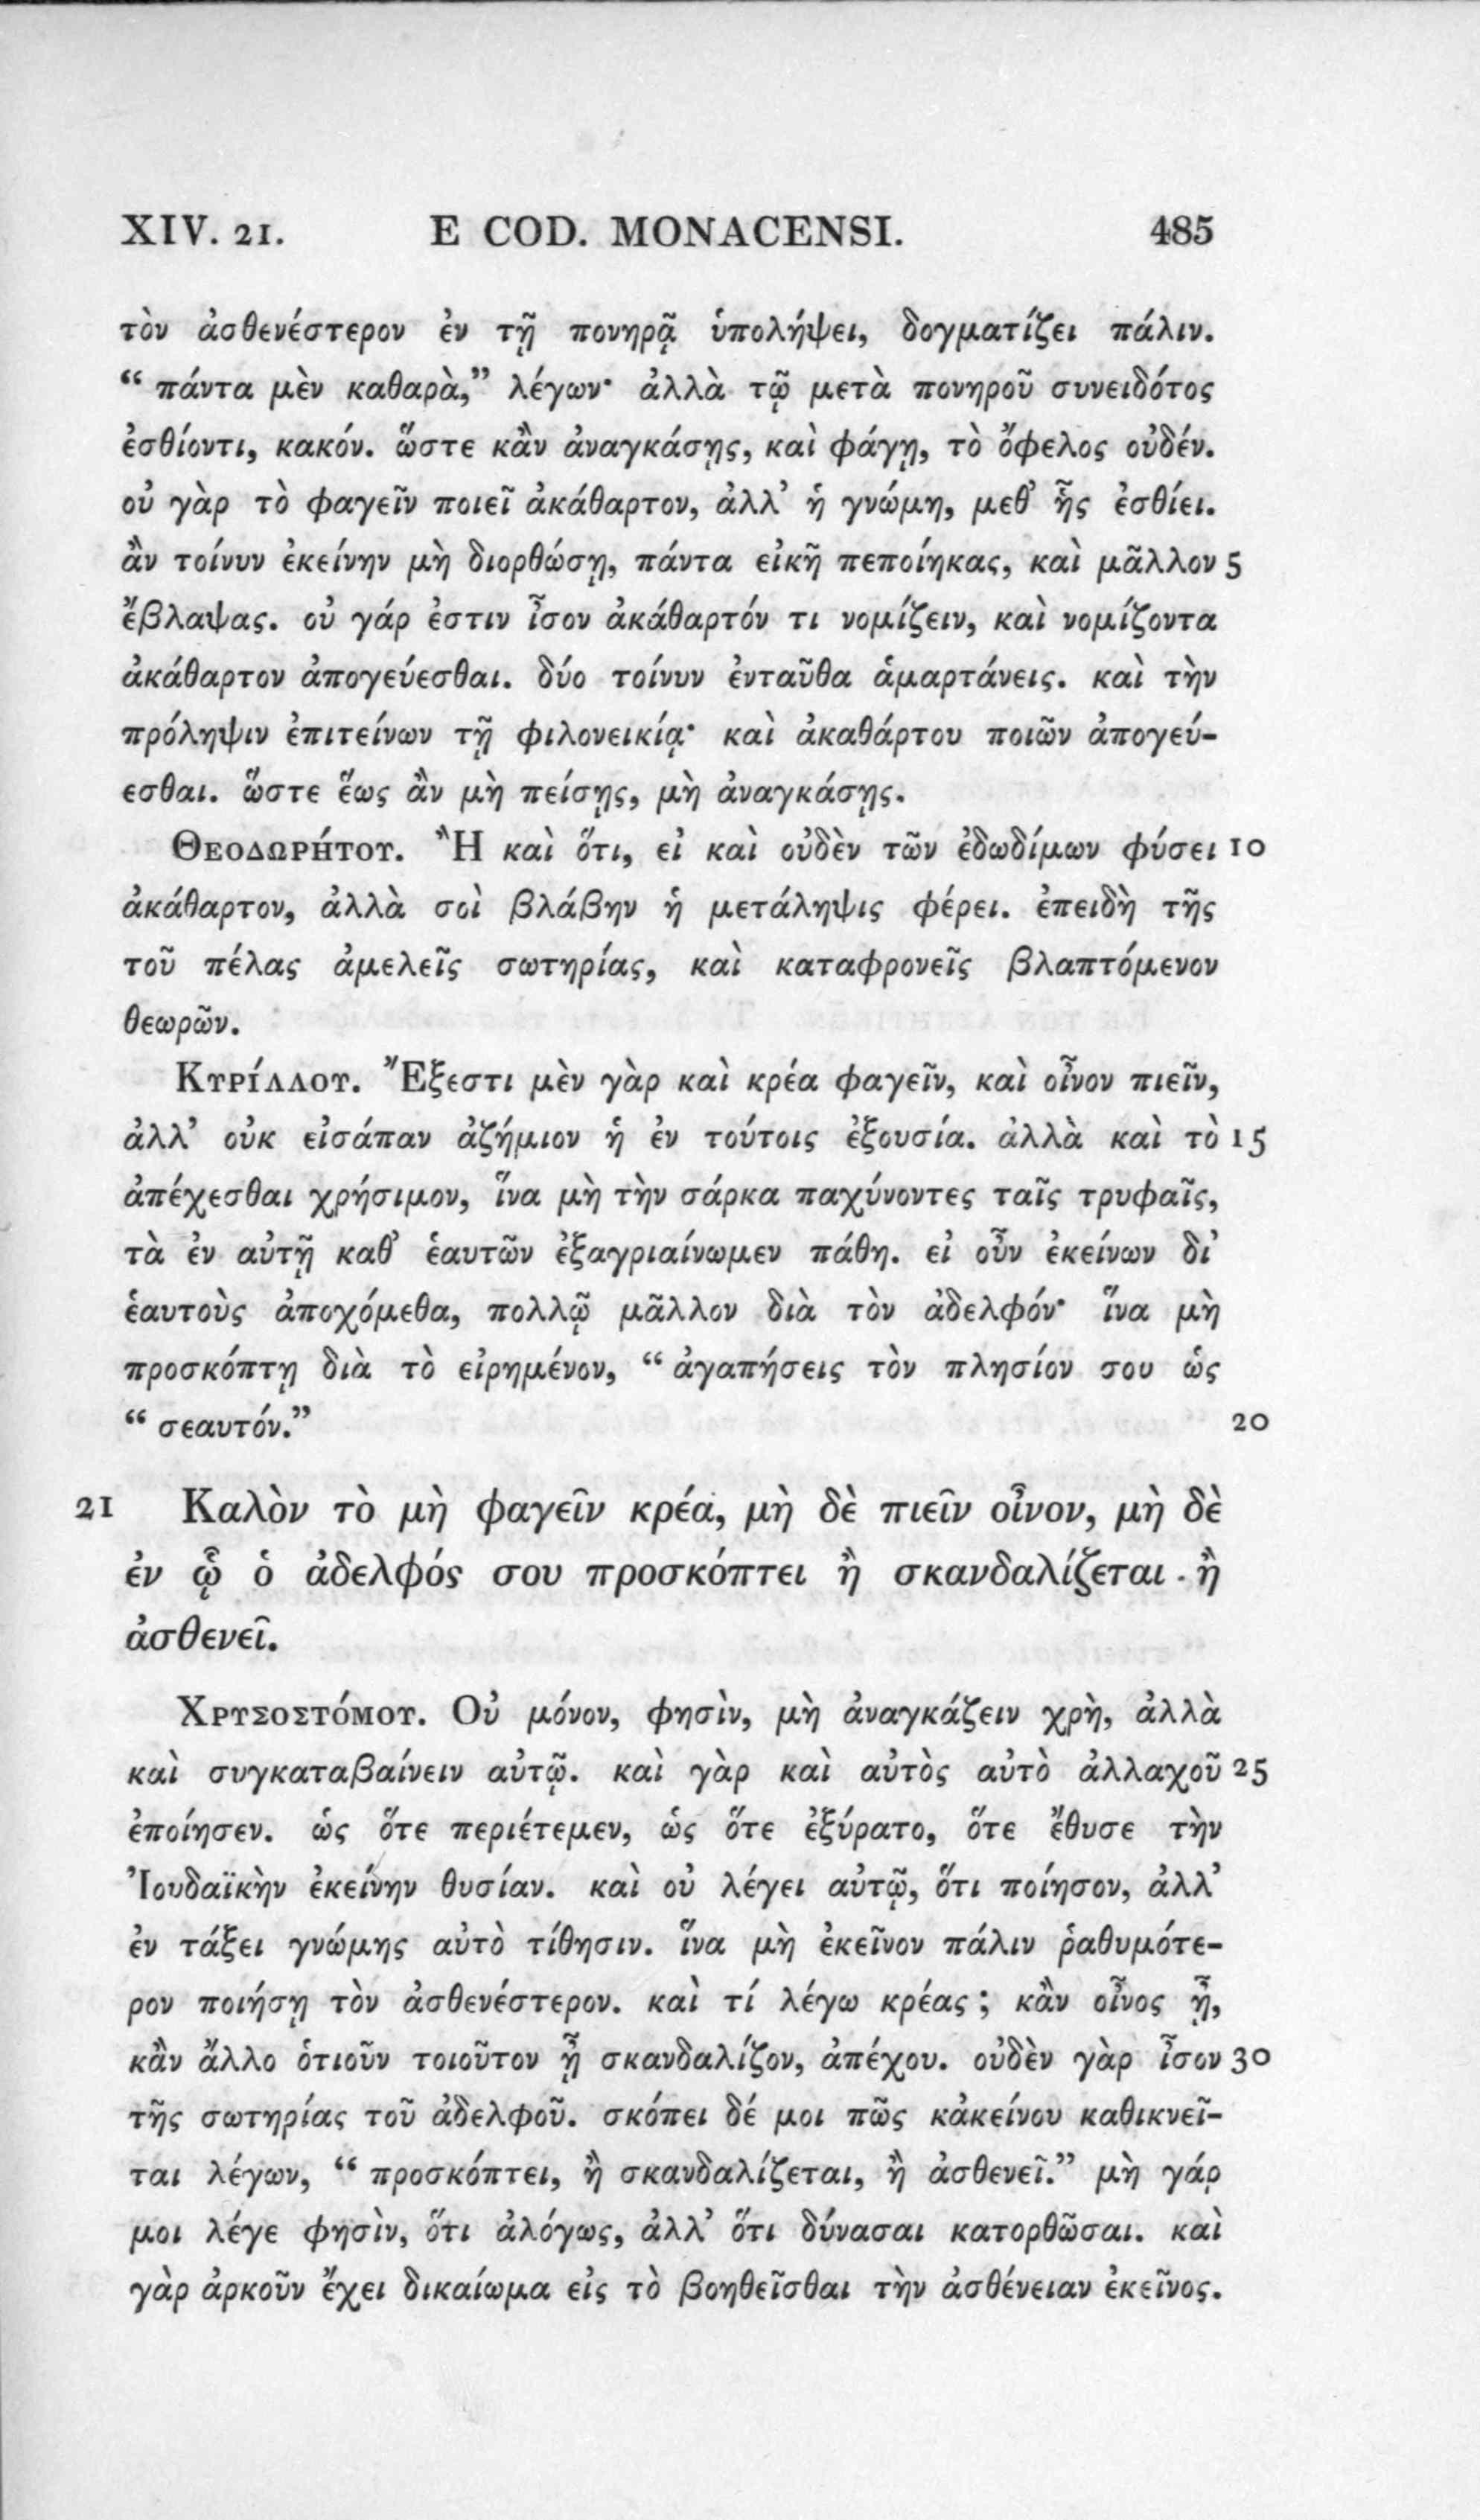 XIV. 21. E COD. MONACENSI. 485
τὸν ἀσθενέστερον ἐν τῇ πονηρᾷ ὑπολήψει, δογματίζει πάλιν.
“ πάντα μὲν καθαρὰ,” λέγων· ἀλλὰ τῷ μετὰ πονηροῦ συνειδότος
ἐσθίοντι, κακόν. ὥστε κἂν ἀναγκάσῃς, καὶ φάγῃ, τὸ ὄφελος οὐδέν.
οὐ γὰρ τὸ φαγεῖν ποιεῖ ἀκάθαρτον, ἀλλ’ ἡ γνώμη, μεθ’ ἧς ἐσθίει.
ἂν τοίνυν ἐκείνην μὴ διορθώσῃ, πάντα εἰκῆ πεποίηκας, καὶ μᾶλλον 5
ἔβλαψας. οὐ γάρ ἐστιν ἶσον ἀκάθαρτόν τι νομίζειν, καὶ νομίζοντα
ἀκάθαρτον ἀπογεύεσθαι. δύο τοίνυν ἐνταῦθα ἁμαρτάνεις. καὶ τὴν
πρόληψιν ἐπιτείνων τῇ φιλονεικίᾳ· καὶ ἀκαθάρτου ποιῶν ἀπογεύ-
εσθαι. ὥστε ἕως ἂν μὴ πείσῃς, μὴ ἀναγκάσῃς.
ΘΕΟΔΩΡΉΤΟΥ. Ἢ καὶ ὅτι, εἰ καὶ οὐδὲν τῶν ἐδωδίμων φύσει 10
ἀκάθαρτον, ἀλλὰ σοὶ βλάβην ἡ μετάληψις φέρει. ἐπειδὴ τῆς
τοῦ πέλας ἀμελεῖς σωτηρίας, καὶ καταφρονεῖς βλαπτόμενον
θεωρῶν.
ΚΥΡΊΛΛΟΥ. Ἔξεστι μὲν γὰρ καὶ κρέα φαγεῖν, καὶ οἶνον πιεῖν,
ἀλλ’ οὐκ εἰσάπαν ἀζήμιον ἡ ἐν τούτοις ἐξουσία. ἀλλὰ καὶ τὸ 15
ἀπέχεσθαι χρήσιμον, ἵνα μὴ τὴν σάρκα παχύνοντες ταῖς τρυφαῖς,
τὰ ἐν αὐτῇ καθ’ ἑαυτῶν ἐξαγριαίνωμεν πάθη. εἰ οὖν ἐκείνων δι’
ἑαυτοὺς ἀποχόμεθα, πολλῷ μᾶλλον διὰ τὸν ἀδελφόν· ἵνα μὴ
προσκόπτῃ διὰ τὸ εἰρημένον, “ ἀγαπήσεις τὸν πλησίον σου ὡς
“ σεαυτόν.” 20
21 Καλὸν τὸ μὴ φαγεῖν κρέα, μὴ δὲ πιεῖν οἶνον, μὴ δὲ
ἐν ᾧ ὁ ἀδελφός σου προσκόπτει ἢ σκανδαλίζεται ἢ
ἀσθενεῖ.
ΧΡΥΣΟΣΤΌΜΟΥ. Οὐ μόνον, φησὶν, μὴ ἀναγκάζειν χρὴ, ἀλλὰ
καὶ συγκαταβαίνειν αὐτῷ. καὶ γὰρ καὶ αὐτὸς αὐτὸ ἀλλαχοῦ 25
ἐποίησεν. ὡς ὅτε περιέτεμεν, ὡς ὅτε ἐξύρατο, ὅτε ἔθυσε τὴν
Ἰουδαϊκὴν ἐκείνην θυσίαν. καὶ οὐ λέγει αὐτῷ, ὅτι ποίησον, ἀλλ’
ἐν τάξει γνώμης αὐτὸ τίθησιν. ἵνα μὴ ἐκεῖνον πάλιν ῥαθυμότε-
ρον ποιήσῃ τὸν ἀσθενέστερον. καὶ τί λέγω κρέας ; κἂν οἶνος ᾖ,
κἂν ἄλλο ὁτιοῦν τοιοῦτον ᾖ σκανδαλίζον, ἀπέχου. οὐδὲν γὰρ ἶσον 30
τῆς σωτηρίας τοῦ ἀδελφοῦ. σκόπει δέ μοι πῶς κἀκείνου καθικνεῖ-
ται λέγων, “ προσκόπτει, ἢ σκανδαλίζεται, ἢ ἀσθενεῖ.” μὴ γάρ
μοι λέγε φησὶν, ὅτι ἀλόγως, ἀλλ’ ὅτι δύνασαι κατορθῶσαι. καὶ
γὰρ ἀρκοῦν ἔχει δικαίωμα εἰς τὸ βοηθεῖσθαι τὴν ἀσθένειαν ἐκεῖνος.